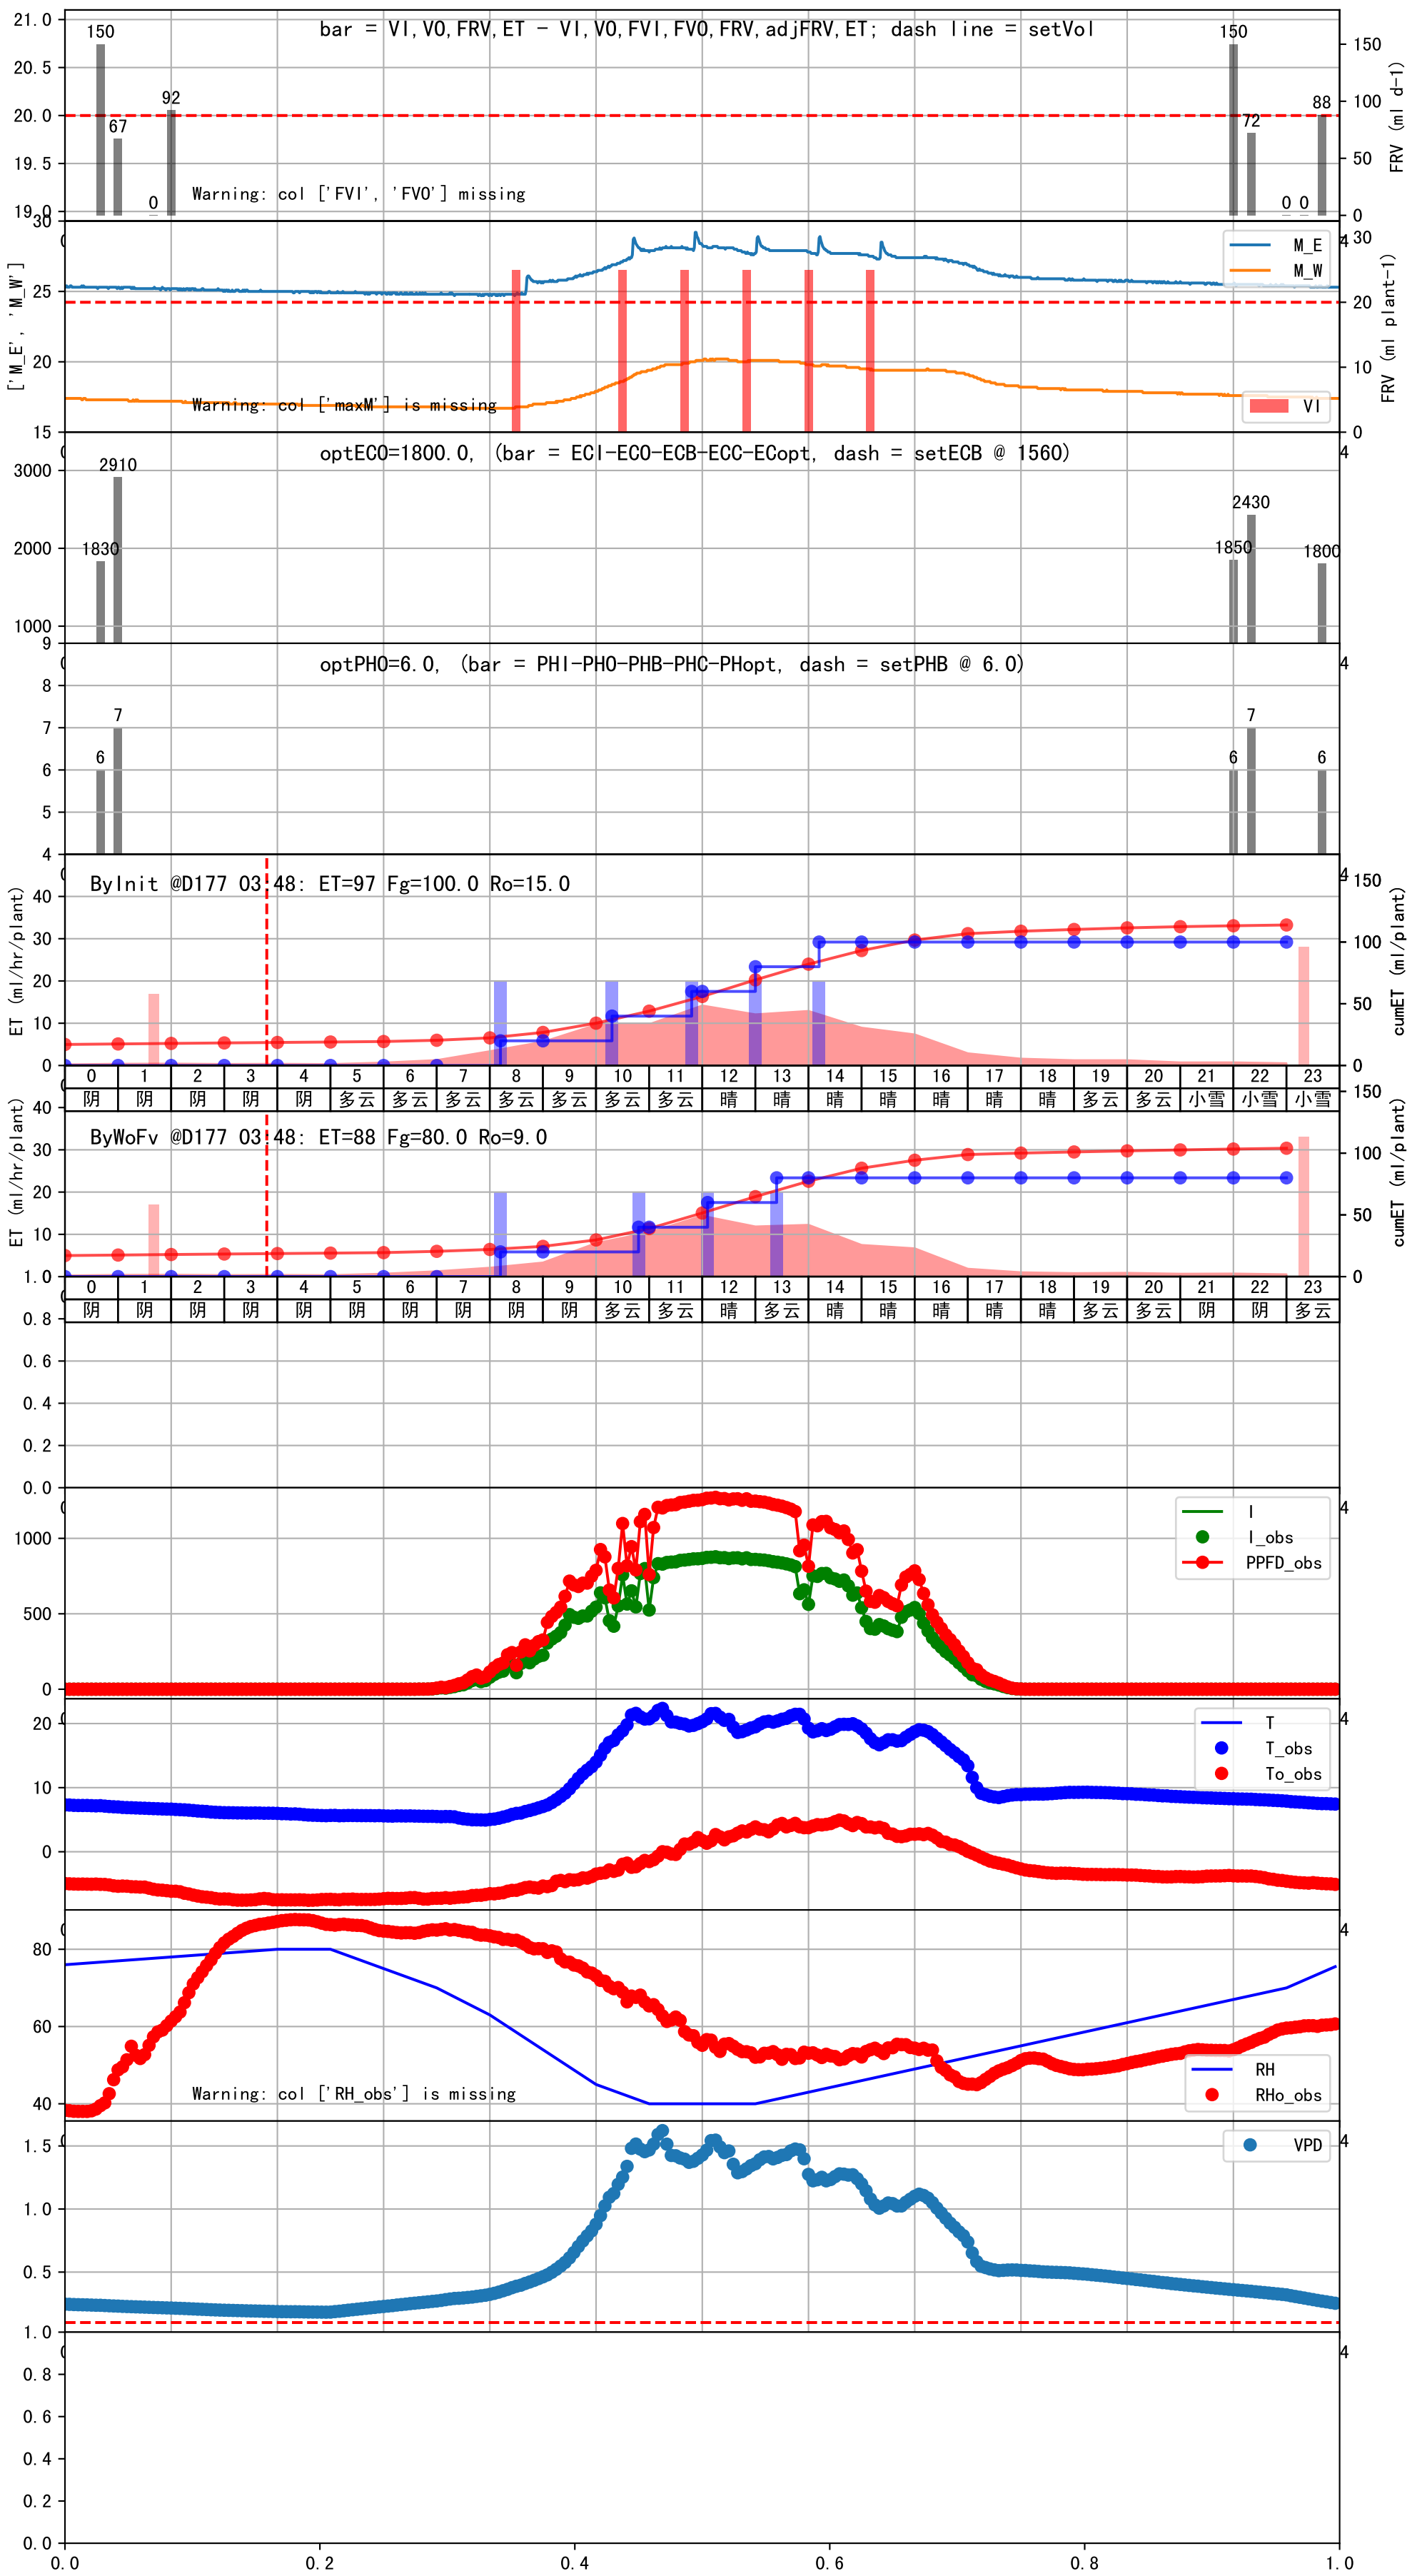 bar = VI,VO,FRV,ET - VI,VO,FVI,FVO,FRV,adjFRV,ET; dash line = setVol
21.0
20.5
20.0
19.5
19.0
150
67
0
92
150
72
0
0
88
150
100
50
0
FRV (ml d-1)
Warning: col ['FVI', 'FVO'] missing
['M_E', 'M_W']
30
25
20
15
4
30
20
10
0
FRV (ml plant-1)
M_E
M_W
VI
Warning: col ['maxM'] is missing
optECO=1800.0, (bar = ECI-ECO-ECB-ECC-ECopt, dash = setECB @ 1560)
4
3000
2000
1000
1830
2910
1850
2430
1800
optPHO=6.0, (bar = PHI-PHO-PHB-PHC-PHopt, dash = setPHB @ 6.0)
4
9
8
7
6
5
4
6
7
6
7
6
ByInit @D177 03:48: ET=97 Fg=100.0 Ro=15.0
ET (ml/hr/plant)
40
30
20
10
0
4
150
100
50
0
cumET (ml/plant)
0 1 2 3 4 5 6 7 8 9 10 11 12 13 14 15 16 17 18 19 20 21 22 23
阴 阴 阴 阴 阴 多云 多云 多云 多云 多云 多云 多云 晴 晴 晴 晴 晴 晴 晴 多云 多云 小雪 小雪 小雪
ByWoFv @D177 03:48: ET=88 Fg=80.0 Ro=9.0
ET (ml/hr/plant)
40
30
20
10
150
100
50
0
cumET (ml/plant)
0 1 2 3 4 5 6 7 8 9 10 11 12 13 14 15 16 17 18 19 20 21 22 23
阴 阴 阴 阴 阴 阴 阴 阴 阴 阴 多云 多云 晴 多云 晴 晴 晴 晴 晴 多云 多云 阴 阴 多云
1.0
0.8
0.6
0.4
0.2
0.0
4
1000
500
0
I
I_obs
PPFD_obs
4
20
10
0
T
T_obs
To_obs
4
80
60
40
RH
RHo_obs
Warning: col ['RH_obs'] is missing
4
1.5
1.0
0.5
VPD
4
1.0
0.8
0.6
0.4
0.2
0.0
0.0 0.2 0.4 0.6 0.8 1.0